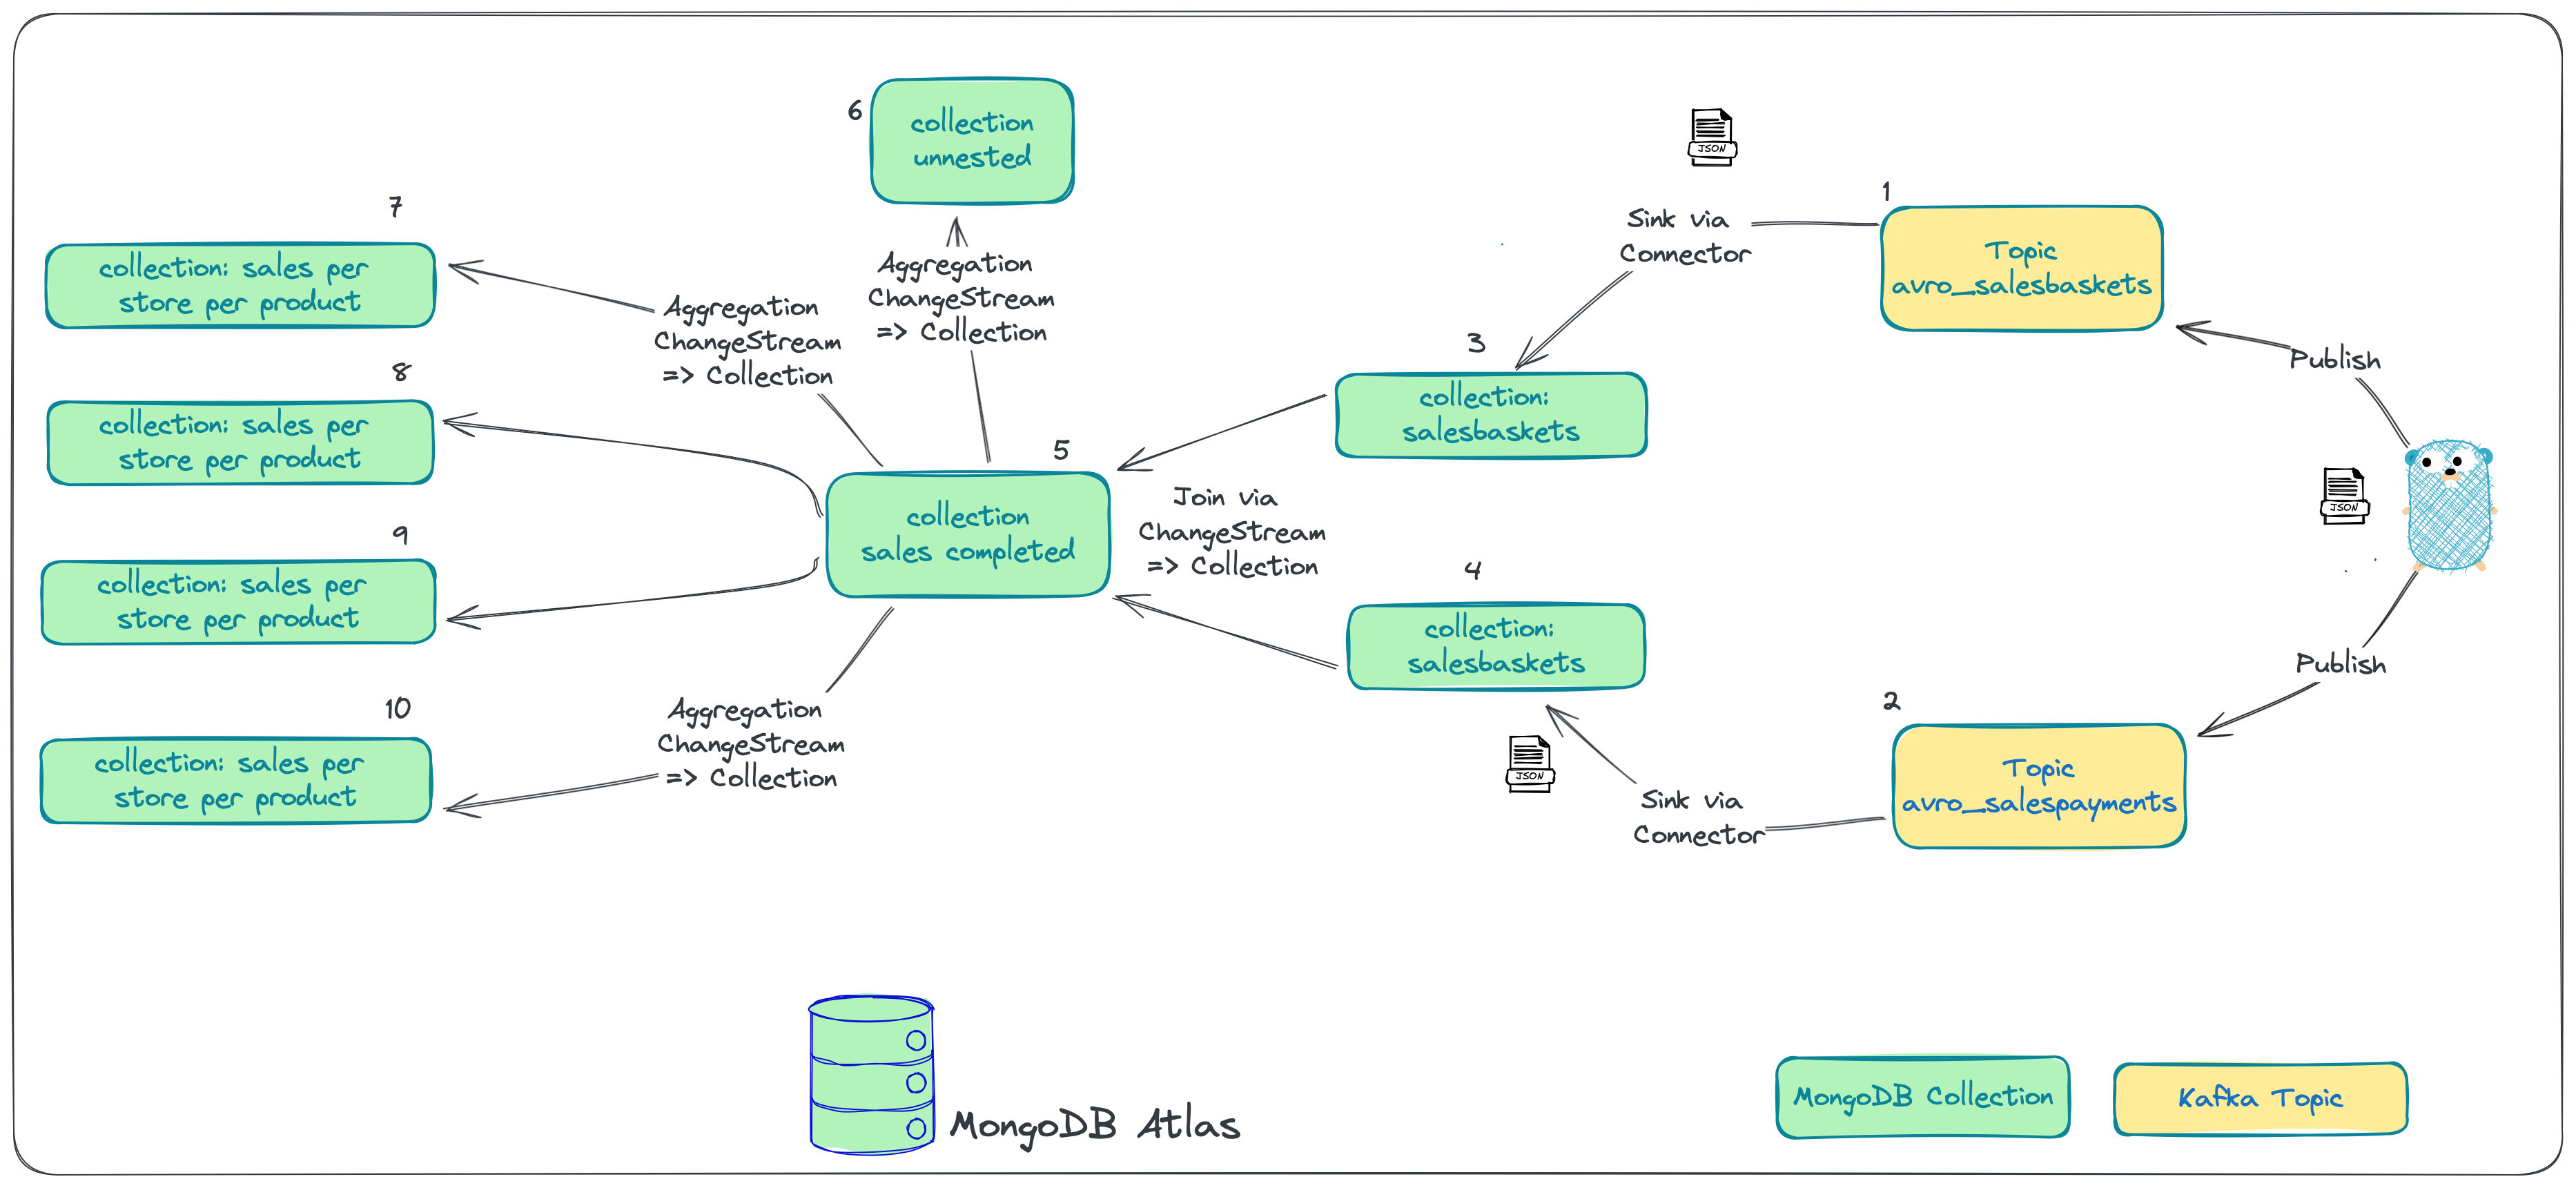 6
collection
unnested
JSON
1
Topic
avro_salesbaskets
Sink via
Connector
7
collection: sales per
store per product
Aggregation
ChangeStream
=> Collection
Aggregation
ChangeStream
=> Collection
3
collection:
salesbaskets
Publish
8
collection: sales per
store per product
5
collection
sales completed
Join via
ChangeStream
=> Collection
JSON
9
collection: sales per
store per product
4
collection:
salesbaskets
Publish
10
collection: sales per
store per product
Aggregation
ChangeStream
=> Collection
JSON
Sink via
Connector
2
Topic
avro_salespayments
MongoDB Atlas
MongoDB Collection
Kafka Topic